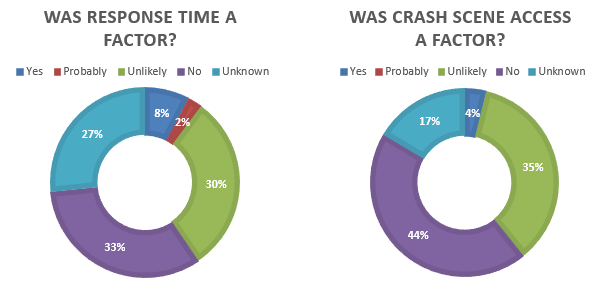 WAS RESPONSE TIME A
FACTOR?
Yes Probably Unlikely No Unknown
8%
2%
30%
33%
27%
WAS CRASH SCENE ACCESS
A FACTOR?
Yes Probably Unlikely No Unknown
4%
35%
44%
17%